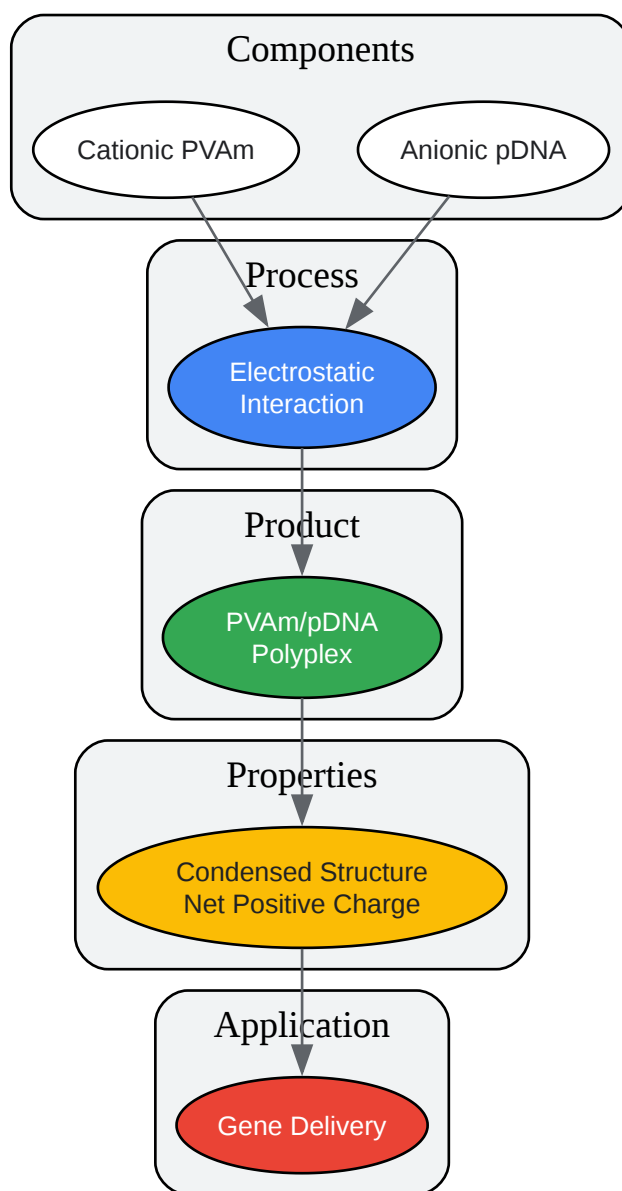 Components
Cationic PVAm
Anionic pDNA
Process
Electrostatic
Interaction
Product
PVAm/pDNA
Polyplex
Properties
Condensed Structure
Net Positive Charge
Application
Gene Delivery